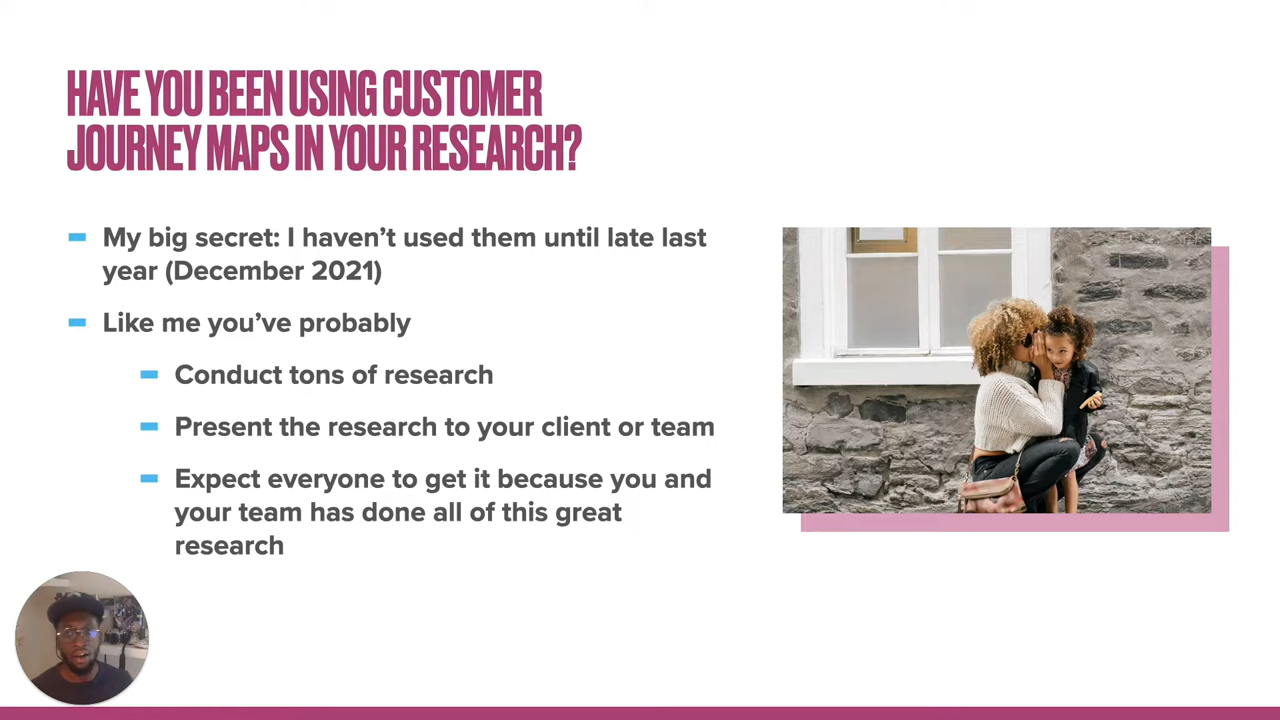 HAVE YOU BEEN USING CUSTOMER
JOURNEY MAPS IN YOUR RESEARCH?
My big secret: I haven’t used them until late last
year (December 2021)
Like me you’ve probably
Conduct tons of research
Present the research to your client or team
Expect everyone to get it because you and
your team has done all of this great
research